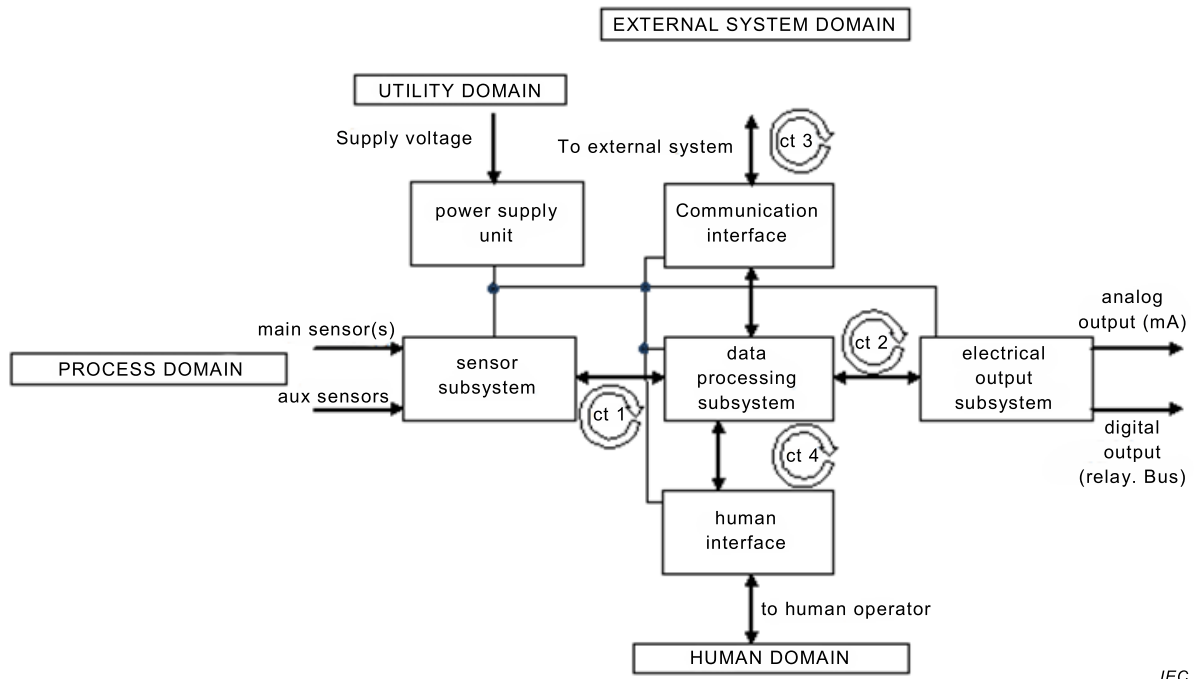 EXTERNAL SYSTEM DOMAIN
UTILITY DOMAIN
Supply voltage
To external system
ct 3
power supply
unit
Communication
interface
analog
output (mA)
main sensor(s)
PROCESS DOMAIN
aux sensors
sensor
subsystem
ct 1
data
processing
subsystem
ct 2
electrical
output
subsystem
digital
output
(relay. Bus)
ct 4
human
interface
to human operator
HUMAN DOMAIN
IEC